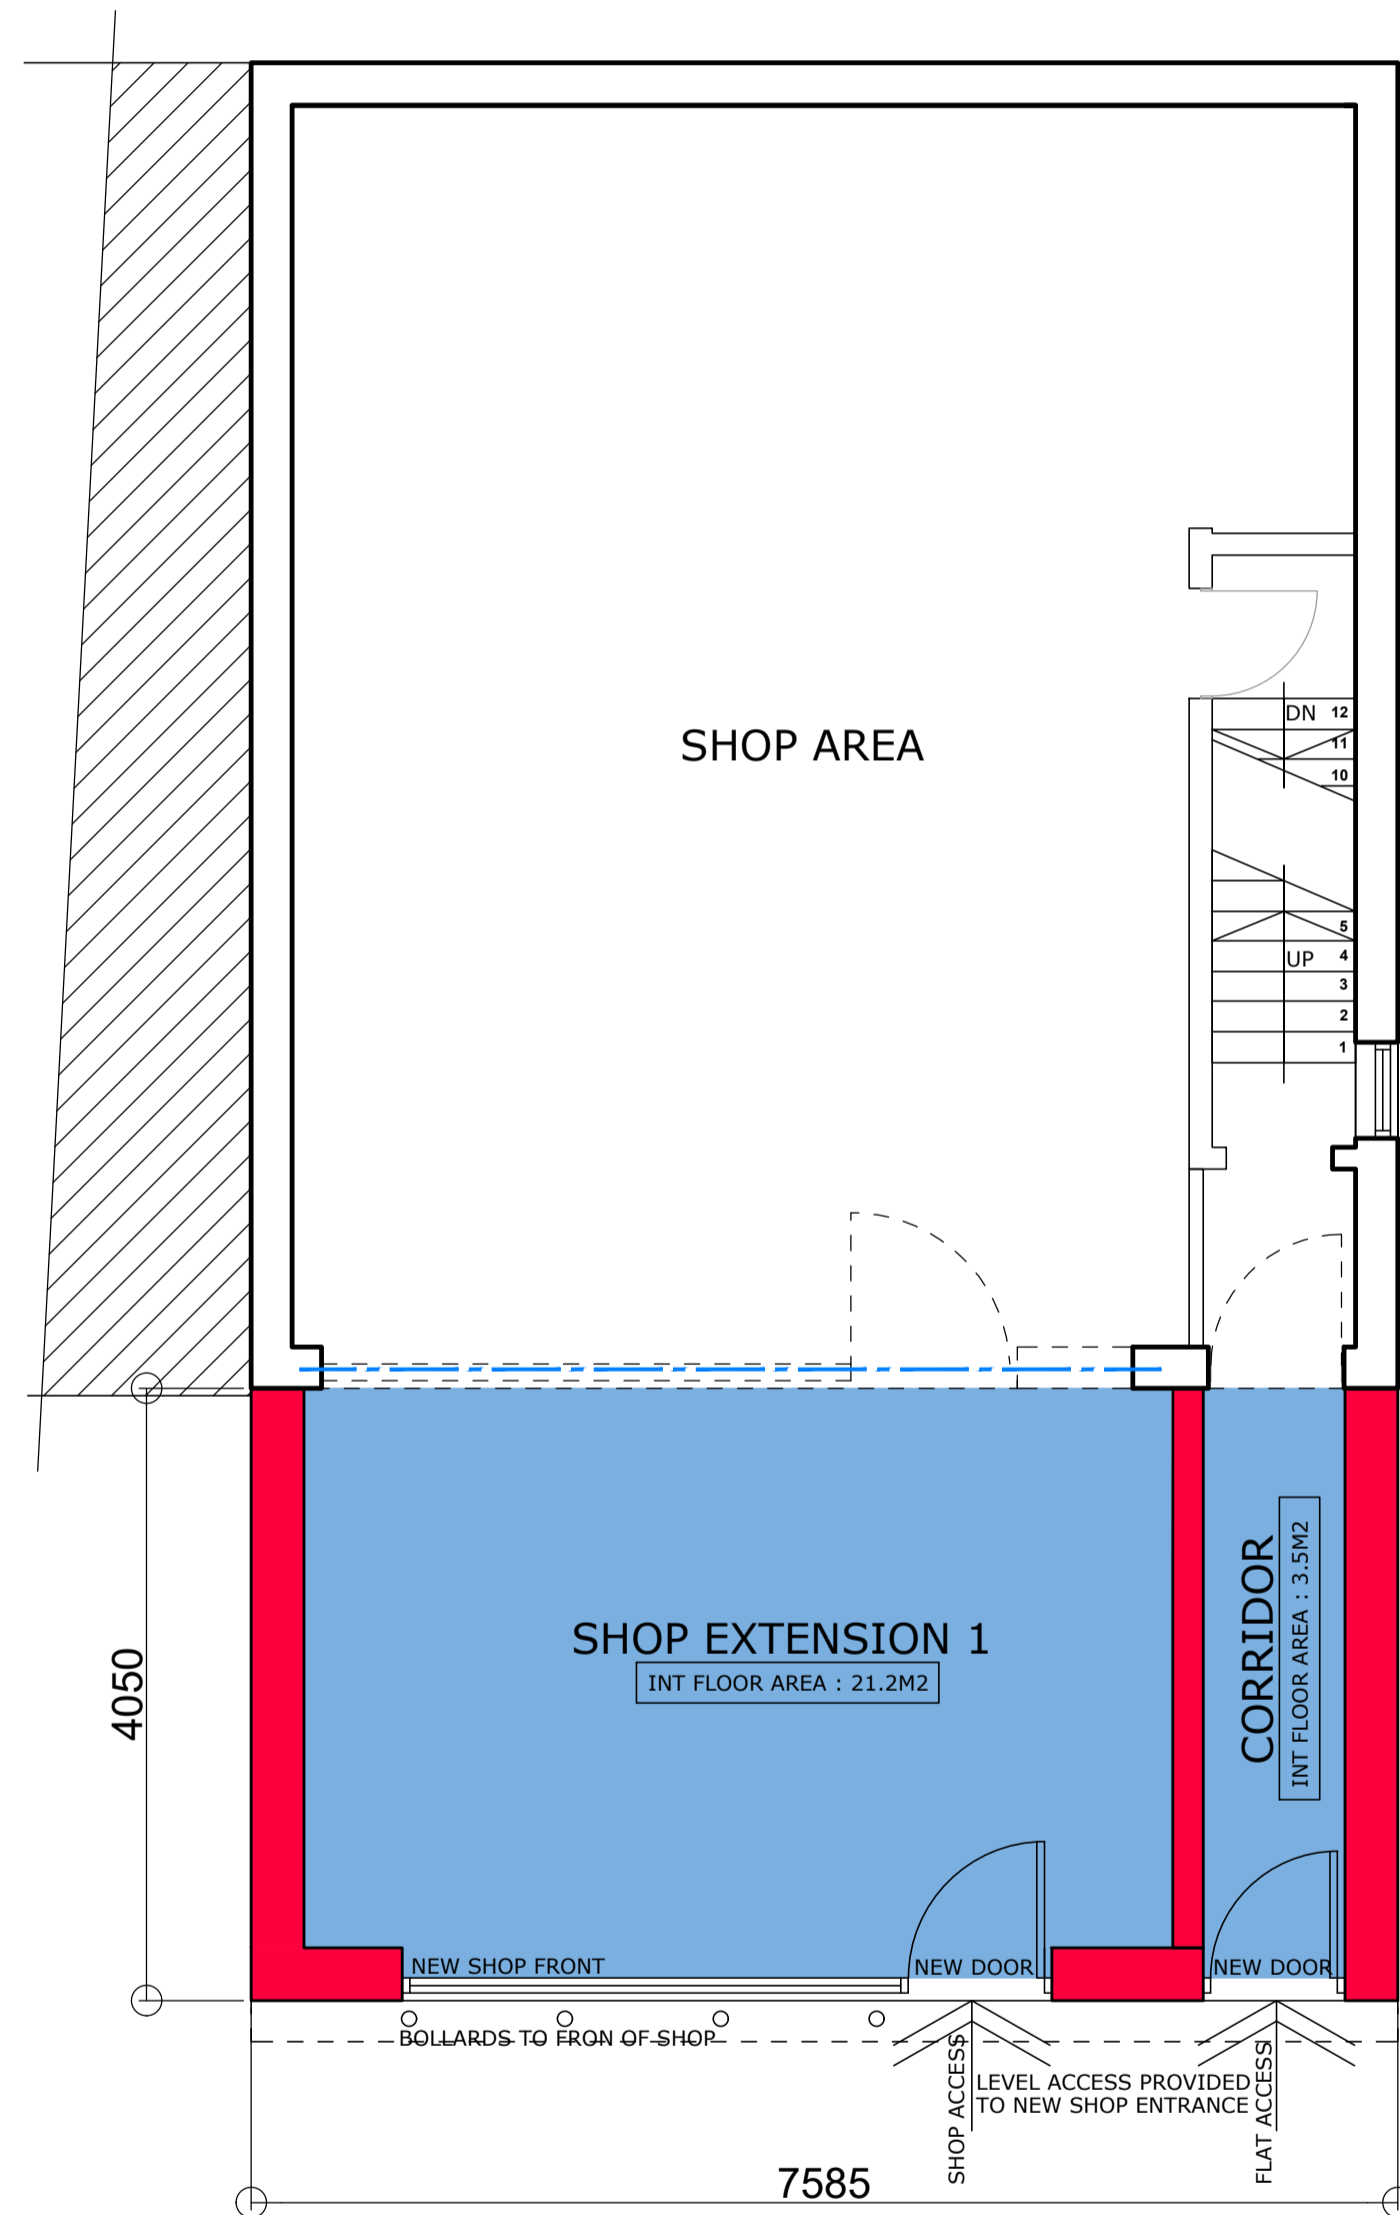 SHOP AREA
DN 12
11
10
5
UP 4
3
2
1
SHOP EXTENSION 1
INT FLOOR AREA : 21.2M2
CORRIDOR
INT FLOOR AREA : 3.5M2
4050
NEW SHOP FRONT
NEW DOOR
NEW DOOR
BOLLARDS TO FRON OF SHOP
SHOP ACCESS
LEVEL ACCESS PROVIDED
TO NEW SHOP ENTRANCE
FLAT ACCESS
7585